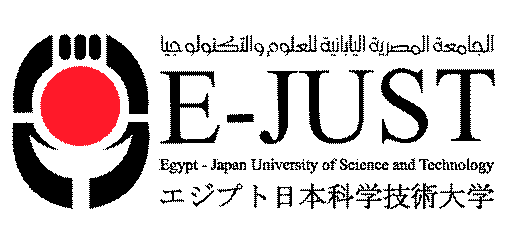 الجامعة المصرية اليابانية للعلوم والتكنولوجيا
E-JUST
Egypt - Japan University of Science and Technology
エジプト日本科学技術大学